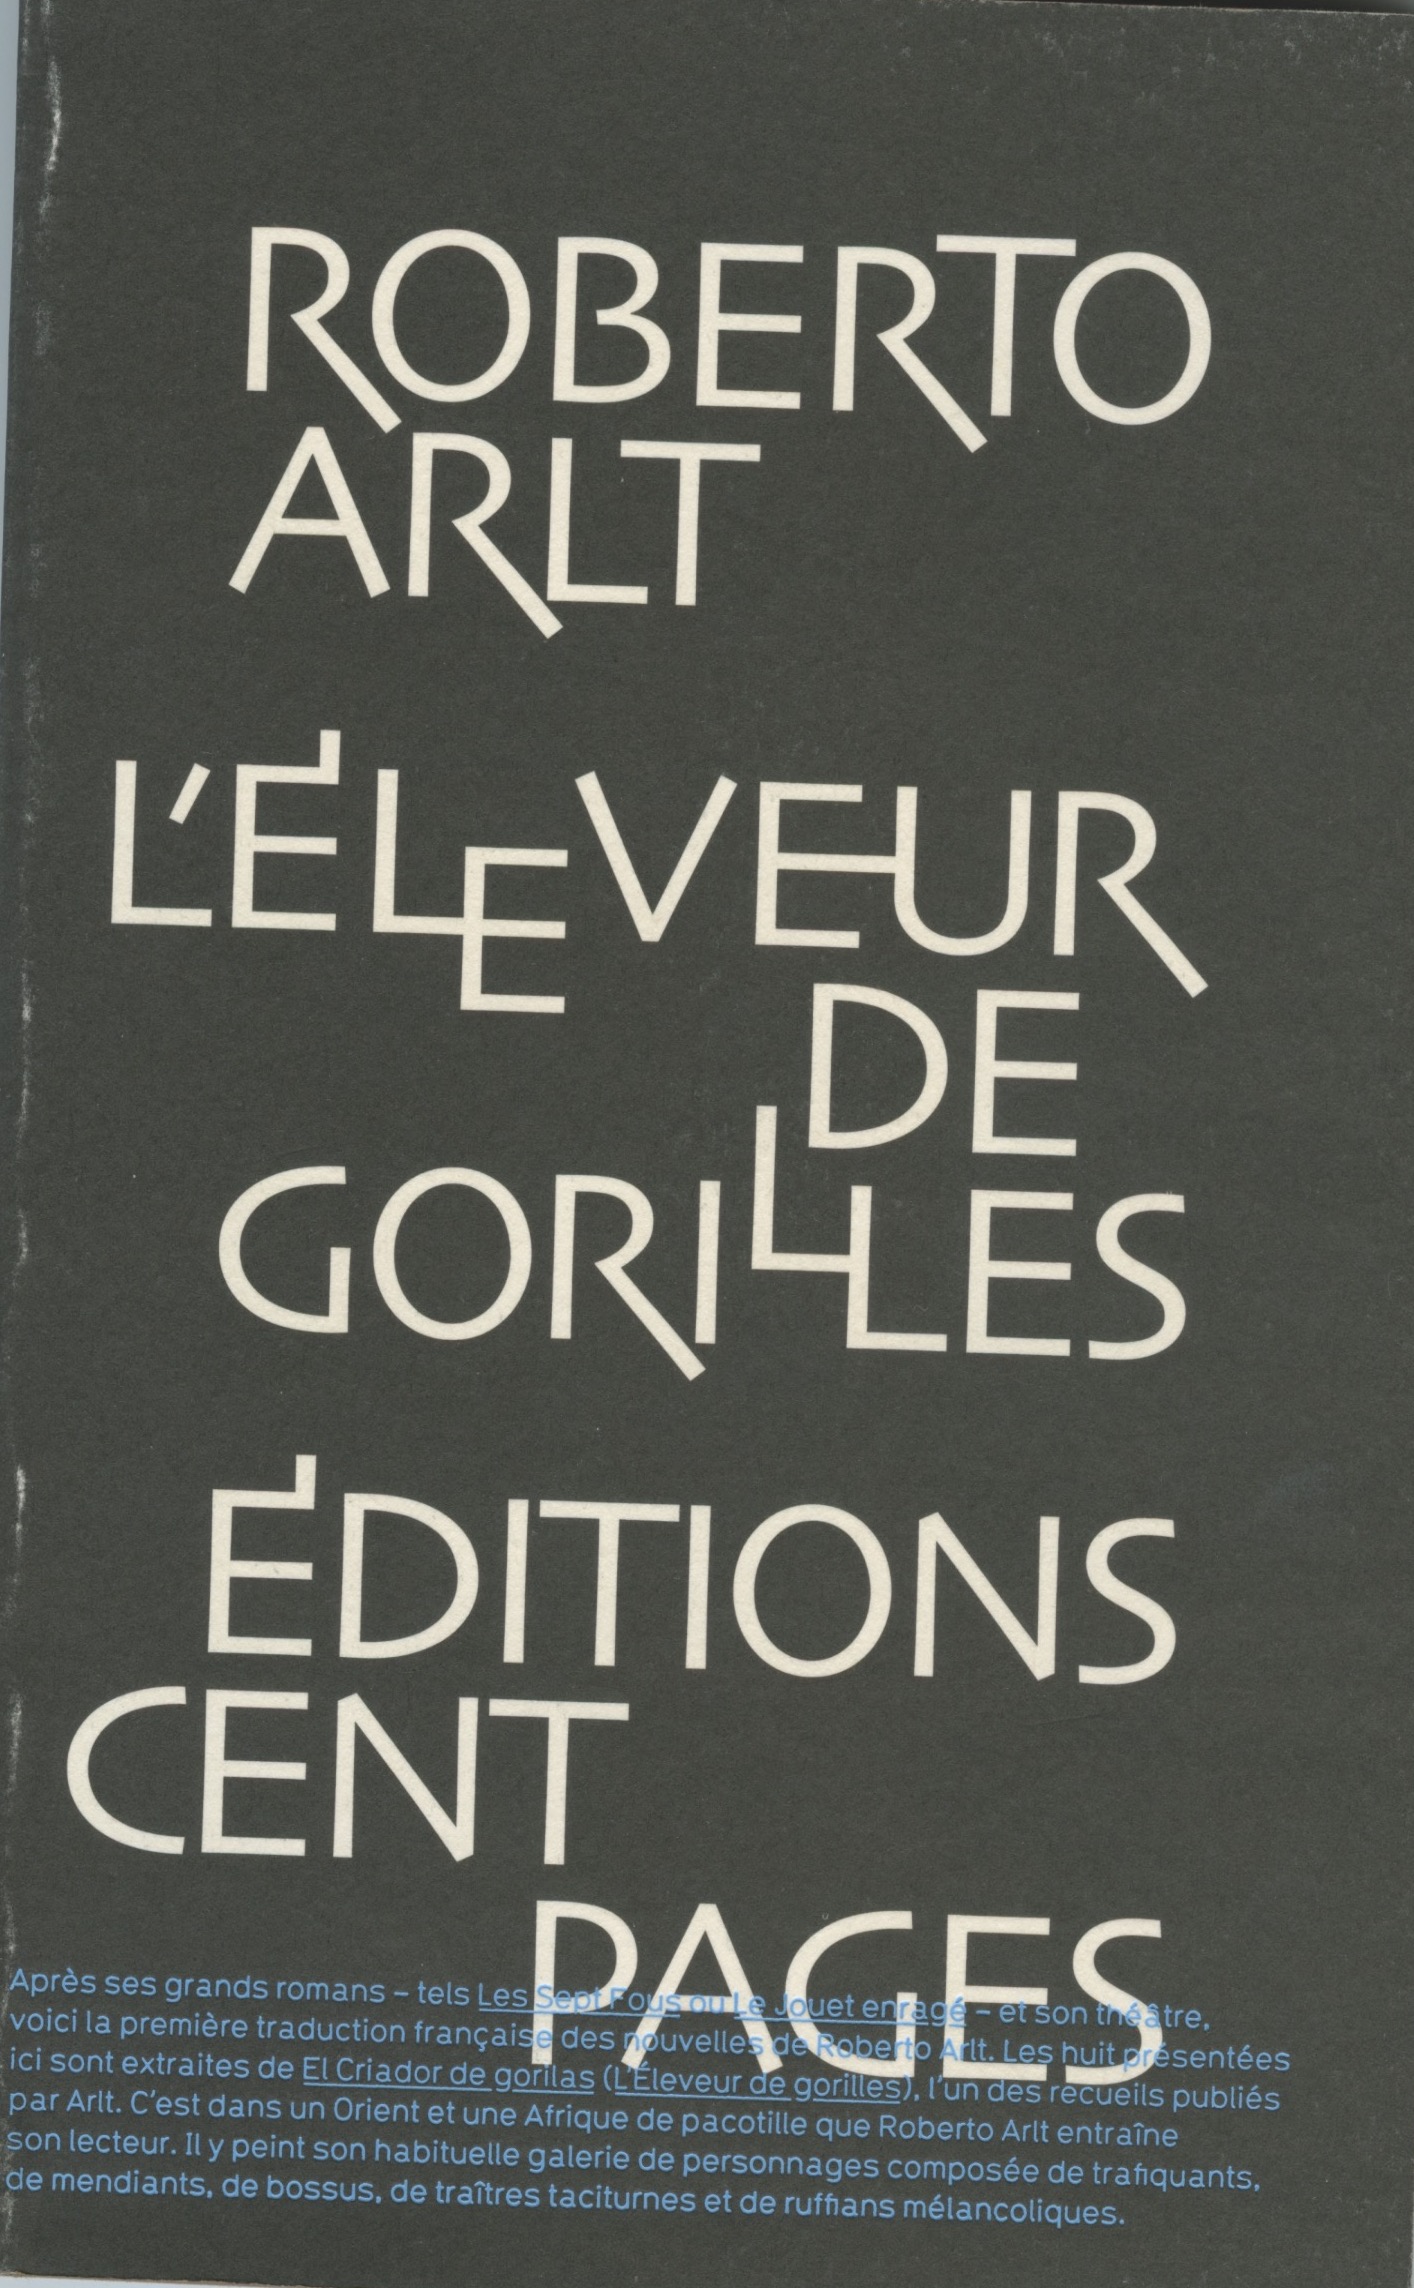 ROBERTO
ARLT
L'ÉLEVEUR
DE
GORILLES
ÉDITIONS
CENT
PAGES
Après ses grands romans – tels Les Sept Fous ou Le Jouet enragé – et son théâtre,
voici la première traduction française des nouvelles de Roberto Arlt. Les huit présentées
ici sont extraites de El Criador de gorilas (L'Éleveur de gorilles), l'un des recueils publiés
par Arlt. C'est dans un Orient et une Afrique de pacotille que Roberto Arlt entraîne
son lecteur. Il y peint son habituelle galerie de personnages composée de trafiquants,
de mendiants, de bossus, de traîtres taciturnes et de ruffians mélancoliques.